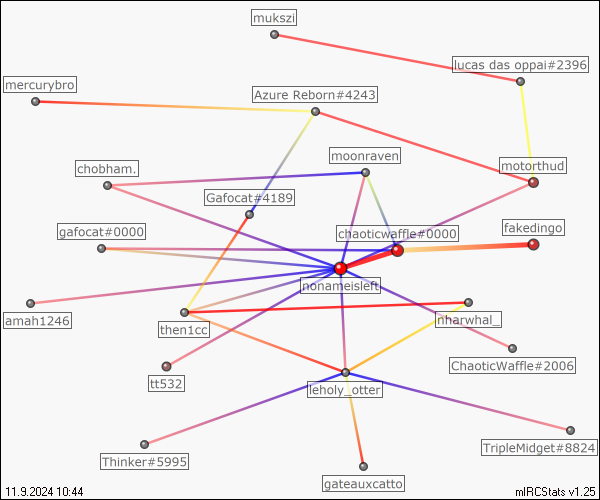 mukszi
lucas das oppai#2396
mercurybro
Azure Reborn#4243
moonraven
motorthud
chobham.
Gafocat#4189
gafocat#0000
chaoticwaffle#0000
fakedingo
nonameisleft
amah1246
then1cc
nharwhal_
ChaoticWaffle#2006
tt532
leholy_otter
TripleMidget#8824
Thinker#5995
gateauxcatto
11.9.2024 10:44
mIRCStats v1.25